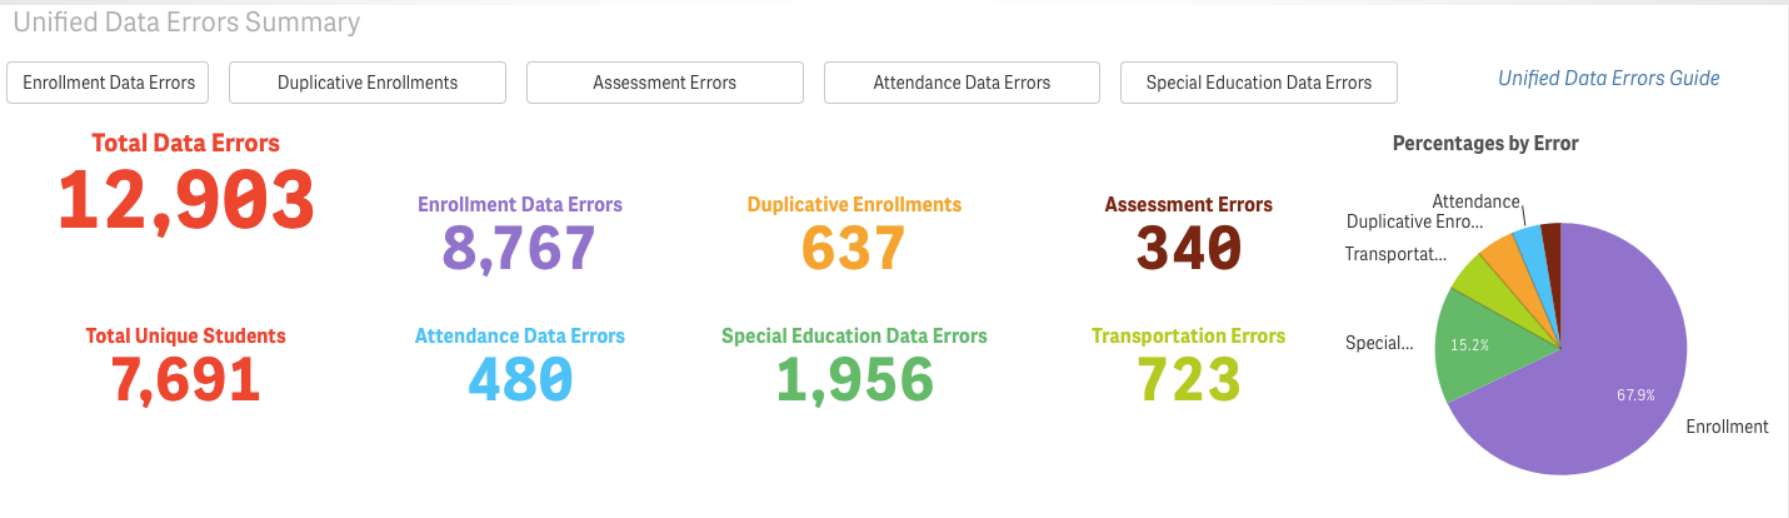 Unified Data Errors Summary
Enrollment Data Errors
Duplicative Enrollments
Assessment Errors
Attendance Data Errors
Special Education Data Errors
Unified Data Errors Guide
Total Data Errors
12,903
Enrollment Data Errors
8,767
Duplicative Enrollments
637
Assessment Errors
340
Total Unique Students
7,691
Attendance Data Errors
480
Special Education Data Errors
1,956
Transportation Errors
723
Percentages by Error
Attendance
Duplicative Enro...
Transportat...
Special...
15.2%
67.9%
Enrollment